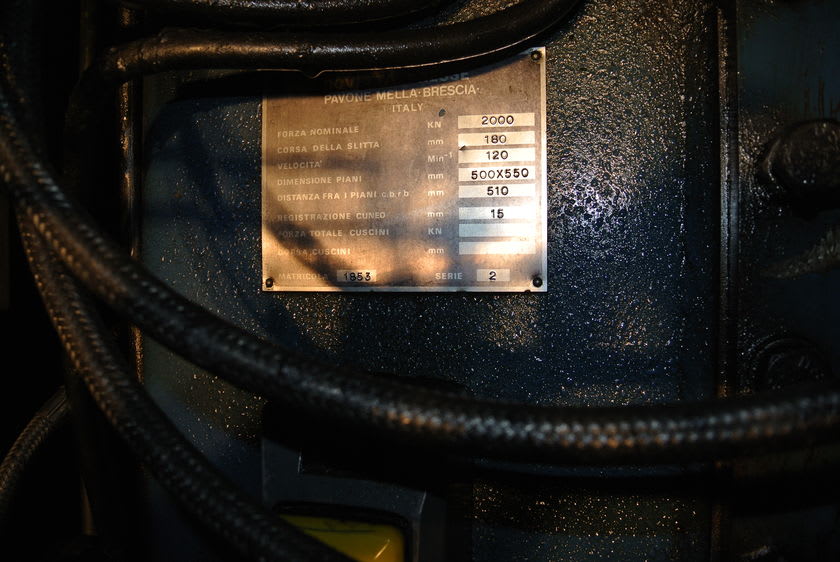 PAVONE MELLA·BRESCIA·
ITALY
FORZA NOMINALE KN 2000
CORSA DELLA SLITTA mm 180
VELOCITA' Min-1 120
DIMENSIONE PIANI mm 500X550
DISTANZA FRA I PIANI c.b.r.b mm 510
REGISTRAZIONE CUNEO mm 15
FORZA TOTALE CUSCINI KN
CORSA CUSCINI mm
MATRICOLA 1853 SERIE 2